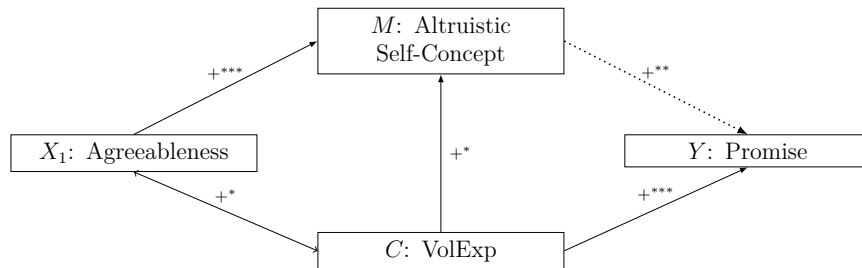 M: Altruistic
Self-Concept
+***
+**
X₁: Agreeableness
+*
Y: Promise
+*
+***
C: VolExp